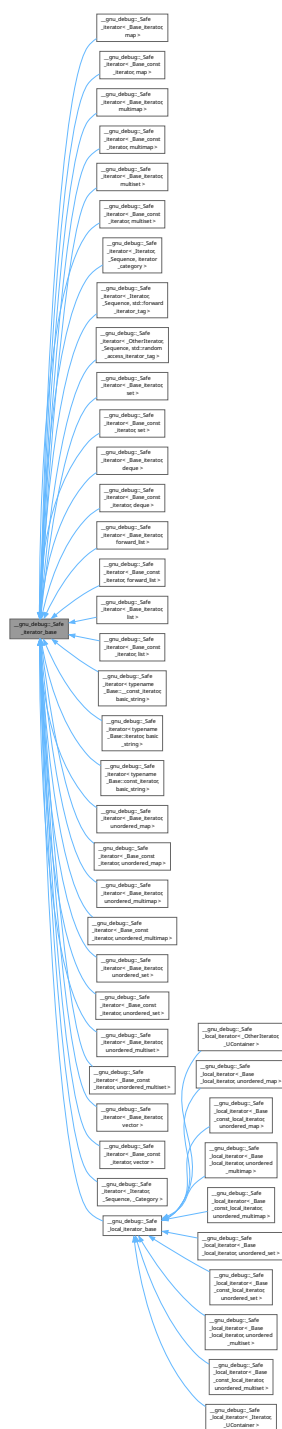 __gnu_debug::_Safe
_iterator< _Base_iterator,
map >
__gnu_debug::_Safe
_iterator< _Base_const
_iterator, map >
__gnu_debug::_Safe
_iterator< _Base_iterator,
multimap >
__gnu_debug::_Safe
_iterator< _Base_const
_iterator, multimap >
__gnu_debug::_Safe
_iterator< _Base_iterator,
multiset >
__gnu_debug::_Safe
_iterator< _Base_const
_iterator, multiset >
__gnu_debug::_Safe
_iterator< _Iterator,
_Sequence, iterator
_category >
__gnu_debug::_Safe
_iterator< _Iterator,
_Sequence, std::forward
_iterator_tag >
__gnu_debug::_Safe
_iterator< _OtherIterator,
_Sequence, std::random
_access_iterator_tag >
__gnu_debug::_Safe
_iterator< _Base_iterator,
set >
__gnu_debug::_Safe
_iterator< _Base_const
_iterator, set >
__gnu_debug::_Safe
_iterator< _Base_iterator,
deque >
__gnu_debug::_Safe
_iterator< _Base_const
_iterator, deque >
__gnu_debug::_Safe
_iterator< _Base_iterator,
forward_list >
__gnu_debug::_Safe
_iterator< _Base_const
_iterator, forward_list >
__gnu_debug::_Safe
_iterator_base
__gnu_debug::_Safe
_iterator< _Base_iterator,
list >
__gnu_debug::_Safe
_iterator< _Base_const
_iterator, list >
__gnu_debug::_Safe
_iterator< typename
_Base::__const_iterator,
basic_string >
__gnu_debug::_Safe
_iterator< typename
_Base::iterator, basic
_string >
__gnu_debug::_Safe
_iterator< typename
_Base::const_iterator,
basic_string >
__gnu_debug::_Safe
_iterator< _Base_iterator,
unordered_map >
__gnu_debug::_Safe
_iterator< _Base_const
_iterator, unordered_map >
__gnu_debug::_Safe
_iterator< _Base_iterator,
unordered_multimap >
__gnu_debug::_Safe
_iterator< _Base_const
_iterator, unordered_multimap >
__gnu_debug::_Safe
_iterator< _Base_iterator,
unordered_set >
__gnu_debug::_Safe
_iterator< _Base_const
_iterator, unordered_set >
__gnu_debug::_Safe
_iterator< _Base_iterator,
unordered_multiset >
__gnu_debug::_Safe
_iterator< _Base_const
_iterator, unordered_multiset >
__gnu_debug::_Safe
_iterator< _Base_iterator,
vector >
__gnu_debug::_Safe
_iterator< _Base_const
_iterator, vector >
__gnu_debug::_Safe
_iterator< _Iterator,
_Sequence, _Category >
__gnu_debug::_Safe
_local_iterator_base
__gnu_debug::_Safe
_local_iterator< _OtherIterator,
_UContainer >
__gnu_debug::_Safe
_local_iterator< _Base
_local_iterator, unordered_map >
__gnu_debug::_Safe
_local_iterator< _Base
_const_local_iterator,
unordered_map >
__gnu_debug::_Safe
_local_iterator< _Base
_local_iterator, unordered
_multimap >
__gnu_debug::_Safe
_local_iterator< _Base
_const_local_iterator,
unordered_multimap >
__gnu_debug::_Safe
_local_iterator< _Base
_local_iterator, unordered_set >
__gnu_debug::_Safe
_local_iterator< _Base
_const_local_iterator,
unordered_set >
__gnu_debug::_Safe
_local_iterator< _Base
_local_iterator, unordered
_multiset >
__gnu_debug::_Safe
_local_iterator< _Base
_const_local_iterator,
unordered_multiset >
__gnu_debug::_Safe
_local_iterator< _Iterator,
_UContainer >